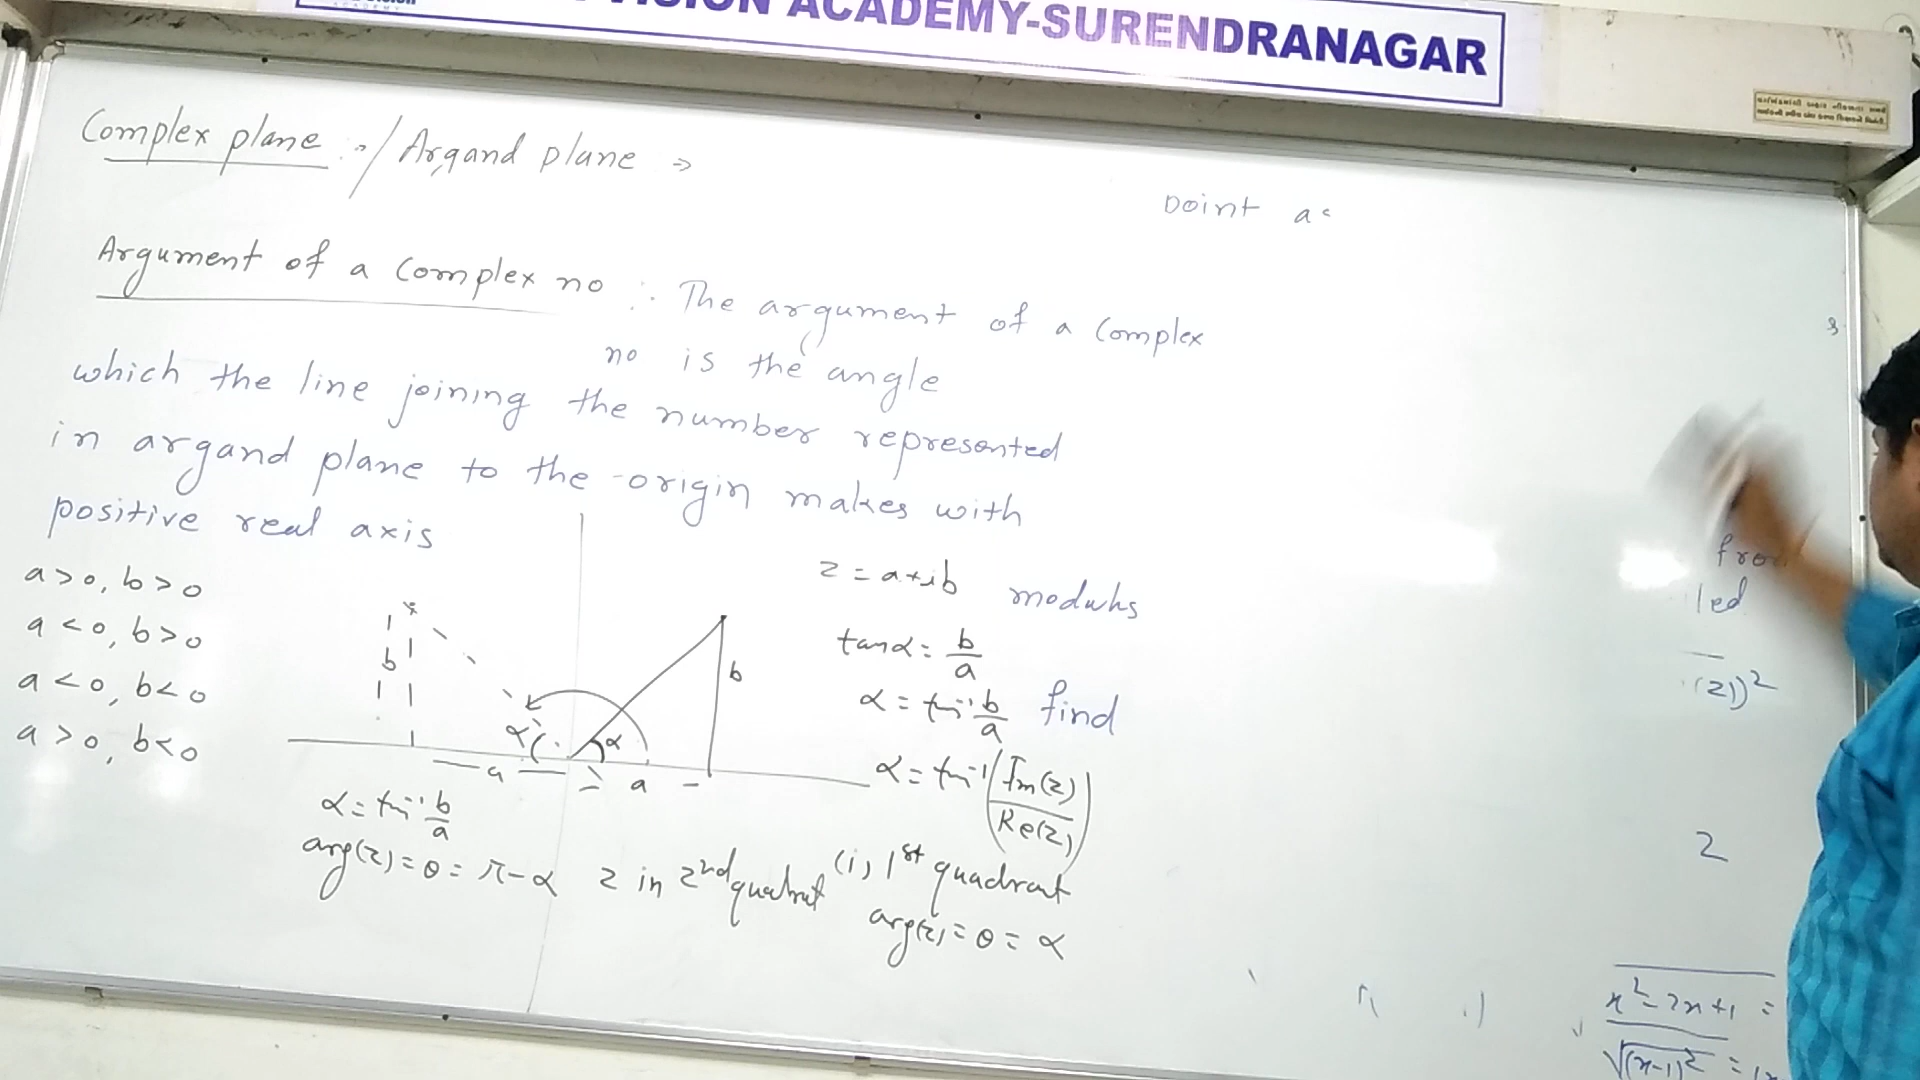 VISION ACADEMY-SURENDRANAGAR
Complex plane :- / Argand plane →
point as
Argument of a Complex no :- The argument of a Complex
no is the angle
which the line joining the number represented
in argand plane to the origin makes with
positive real axis
a>0, b>0
a<0, b>0
a<0, b<0
a>0, b<0
b
α
a
α
a
b
z = a+ib modulus
tanα = b/a
α = tan⁻¹ b/a find
α = tan⁻¹(Im(z)/Re(z))
α = tan⁻¹ b/a
arg(z) = θ = π-α z in 2nd quadrant
(i) 1st quadrant
arg(z) = θ = α
led
(z))²
2
x²-2x+1 =
√(x-1)² =